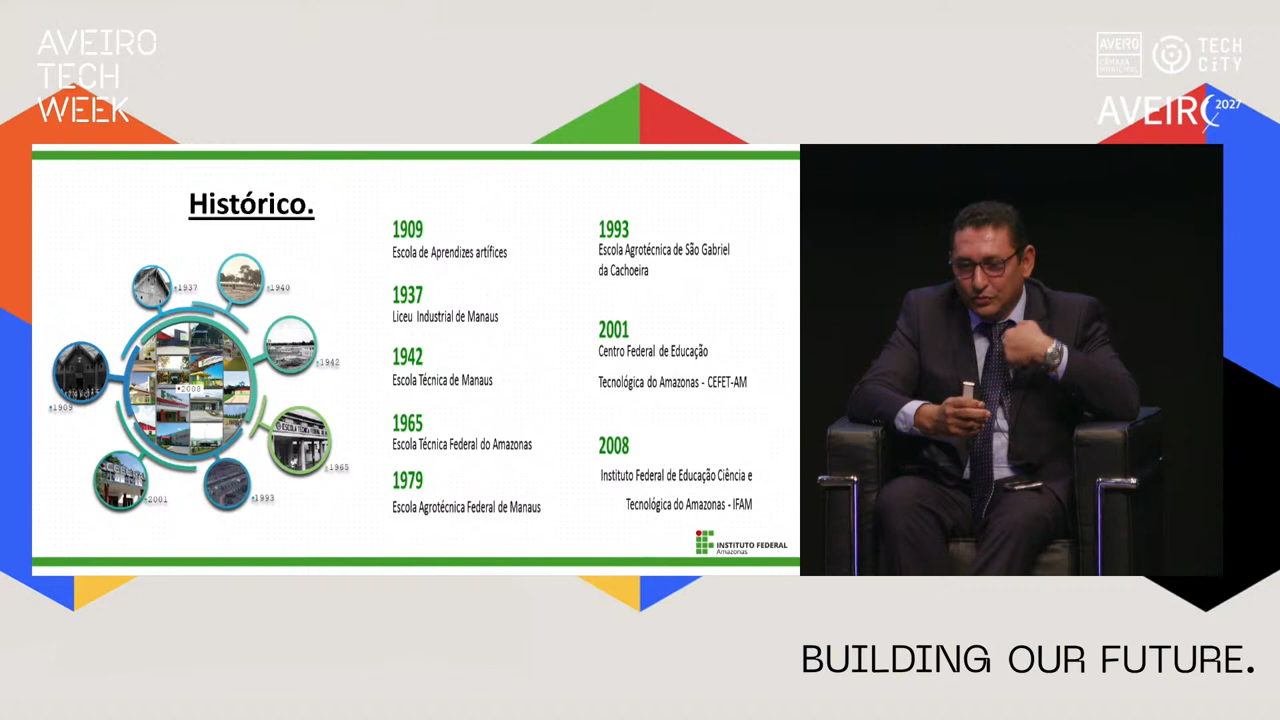 AVEIRO
TECH
WEEK
AVEIRO
CÂMARA
MUNICIPAL
TECH
CITY
AVEIRO 2027
Histórico.
1937
1940
1942
1965
1993
2001
1909
2008
1909
Escola de Aprendizes artífices
1937
Liceu Industrial de Manaus
1942
Escola Técnica de Manaus
1965
Escola Técnica Federal do Amazonas
1979
Escola Agrotécnica Federal de Manaus
1993
Escola Agrotécnica de São Gabriel
da Cachoeira
2001
Centro Federal de Educação
Tecnológica do Amazonas - CEFET-AM
2008
Instituto Federal de Educação Ciência e
Tecnológica do Amazonas - IFAM
INSTITUTO FEDERAL
Amazonas
BUILDING OUR FUTURE.